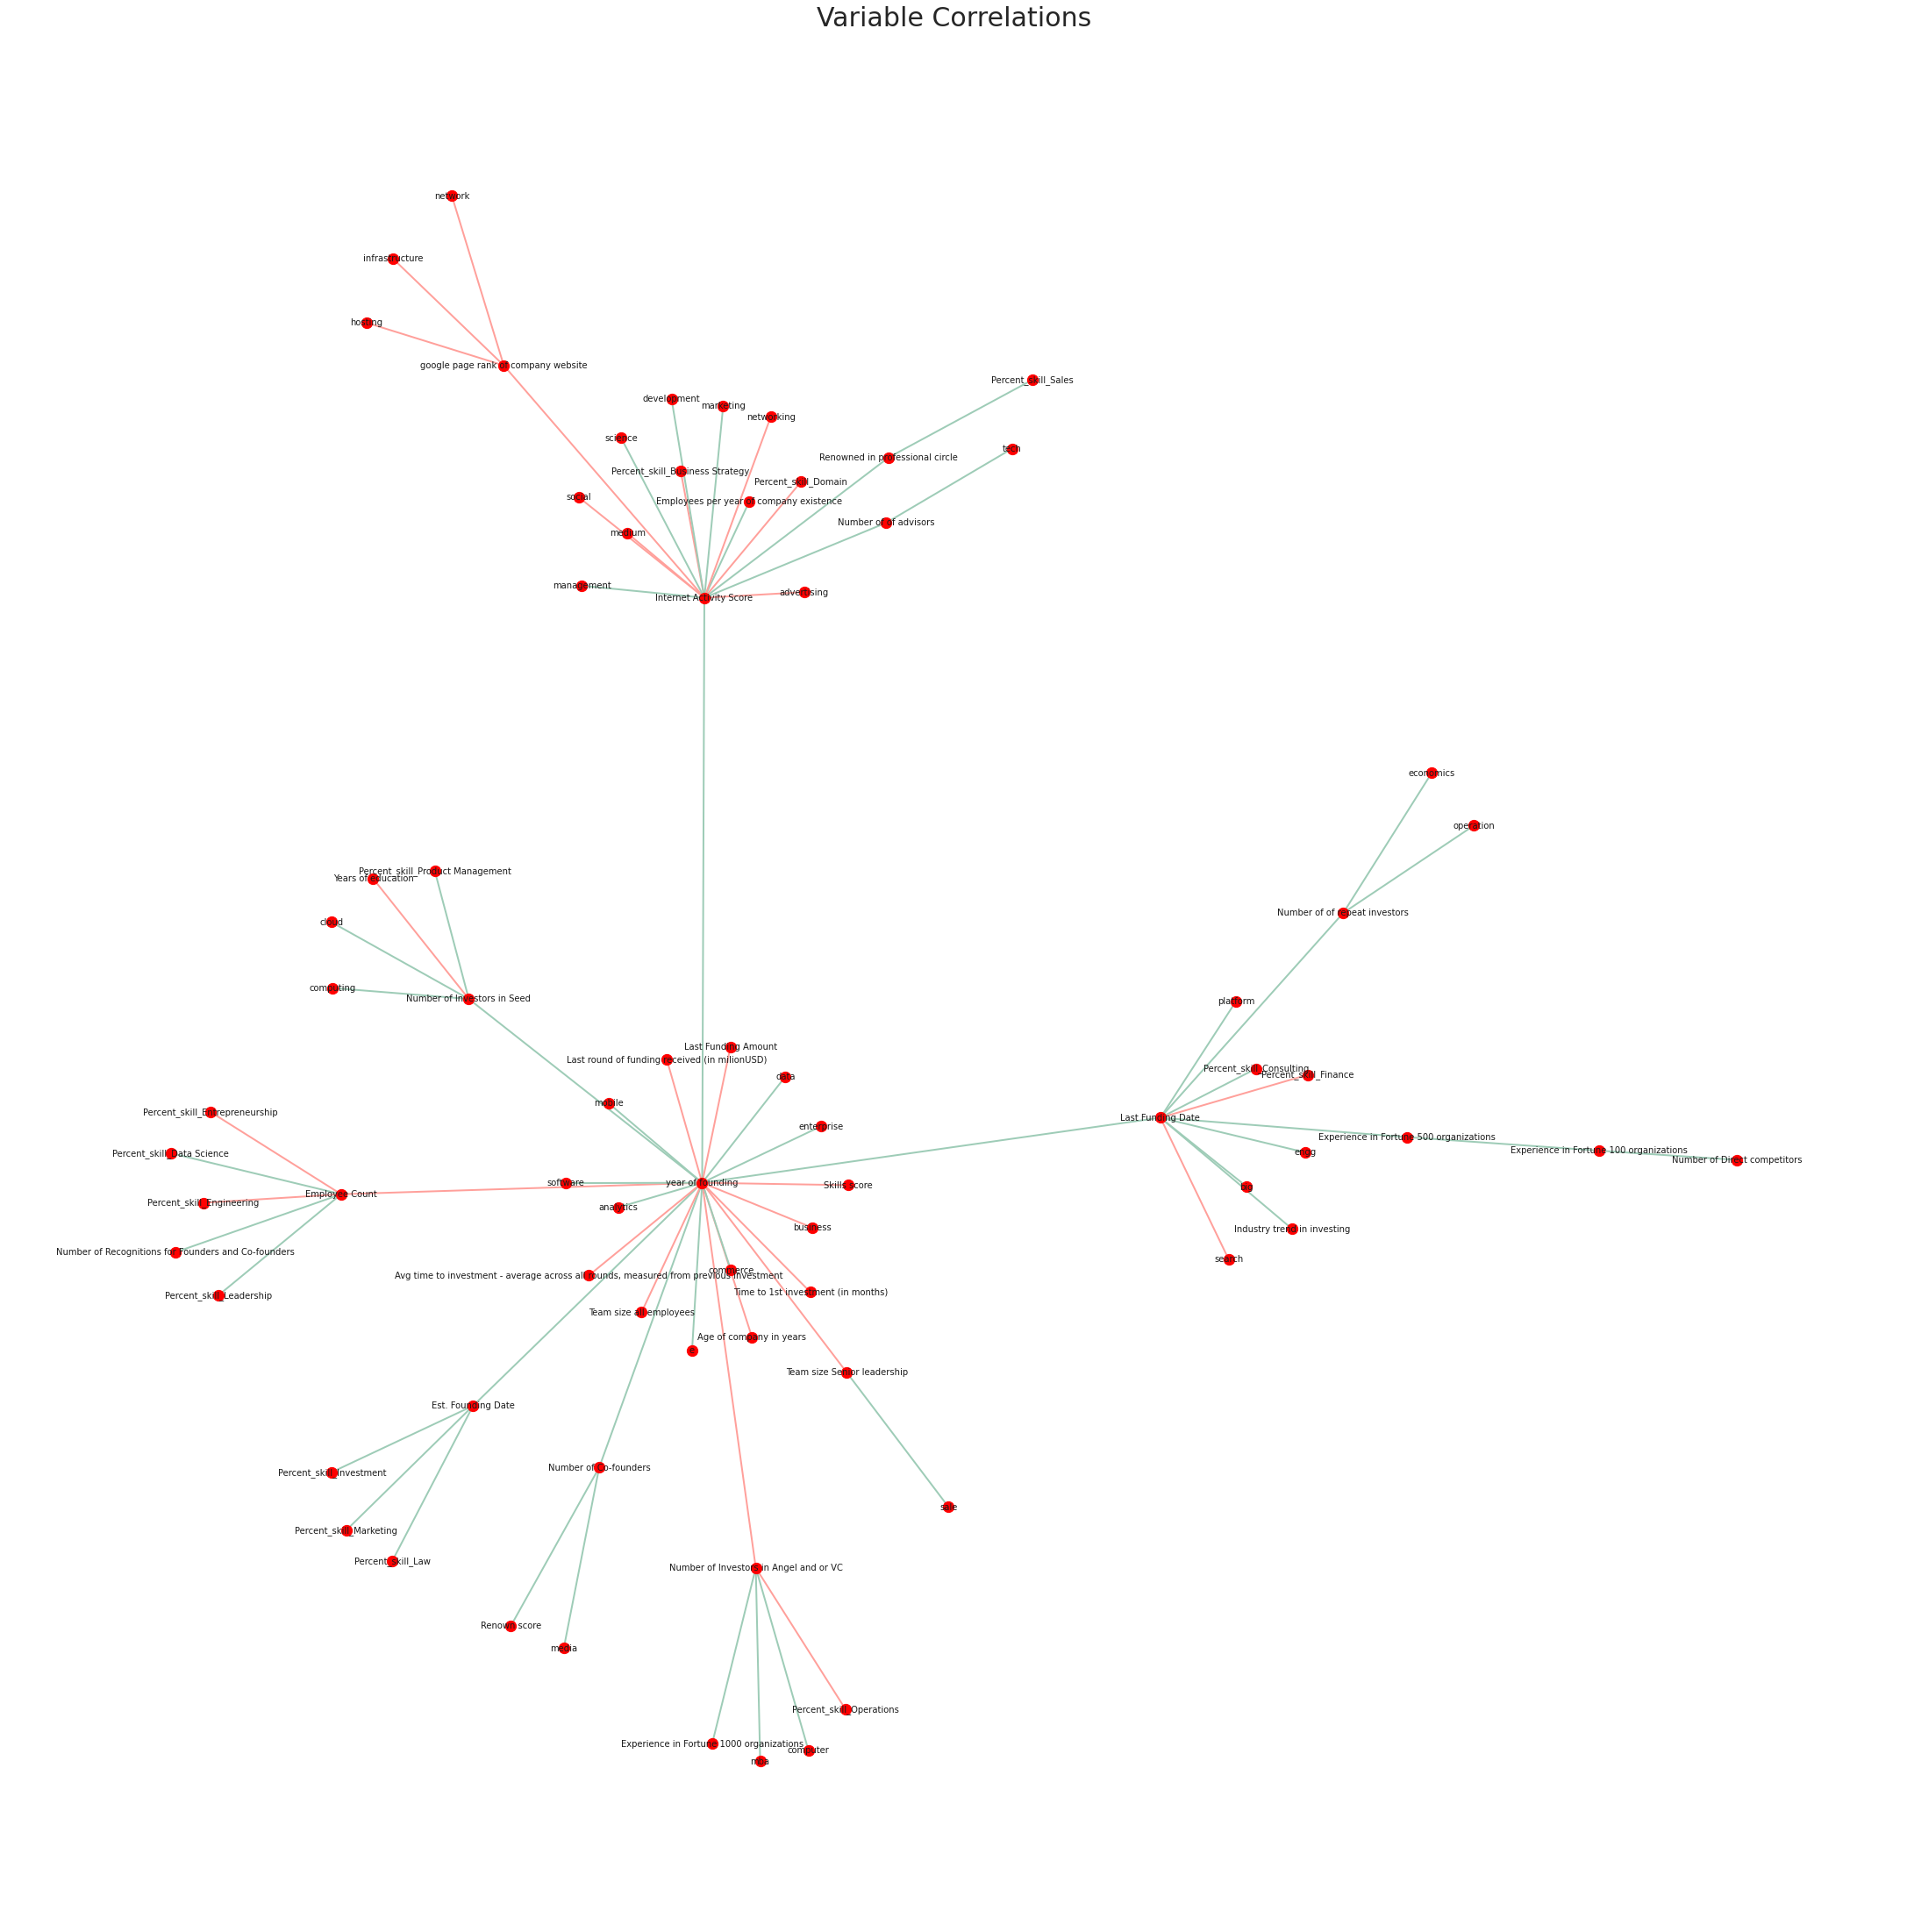 Variable Correlations
network
infrastructure
hosting
google page rank of company website
Percent_skill_Sales
development
marketing
networking
science
tech
Renowned in professional circle
Percent_skill_Business Strategy
Percent_skill_Domain
social
Employees per year of company existence
Number of of advisors
medium
management
advertising
Internet Activity Score
economics
operation
Percent_skill_Product Management
Years of education
Number of of repeat investors
cloud
computing
Number of Investors in Seed
platform
Last Funding Amount
Last round of funding received (in milionUSD)
Percent_skill_Consulting
Percent_skill_Finance
data
mobile
Percent_skill_Entrepreneurship
Last Funding Date
enterprise
Experience in Fortune 500 organizations
Experience in Fortune 100 organizations
engg
Percent_skill_Data Science
Number of Direct competitors
software
year of founding
Skills score
big
Employee Count
Percent_skill_Engineering
analytics
business
Industry trend in investing
Number of Recognitions for Founders and Co-founders
search
commerce
Avg time to investment - average across all rounds, measured from previous investment
Time to 1st investment (in months)
Percent_skill_Leadership
Team size all employees
Age of company in years
Team size Senior leadership
Est. Founding Date
Number of Co-founders
Percent_skill_Investment
sale
Percent_skill_Marketing
Percent_skill_Law
Number of Investors in Angel and or VC
Renown score
media
Percent_skill_Operations
Experience in Fortune 1000 organizations
computer